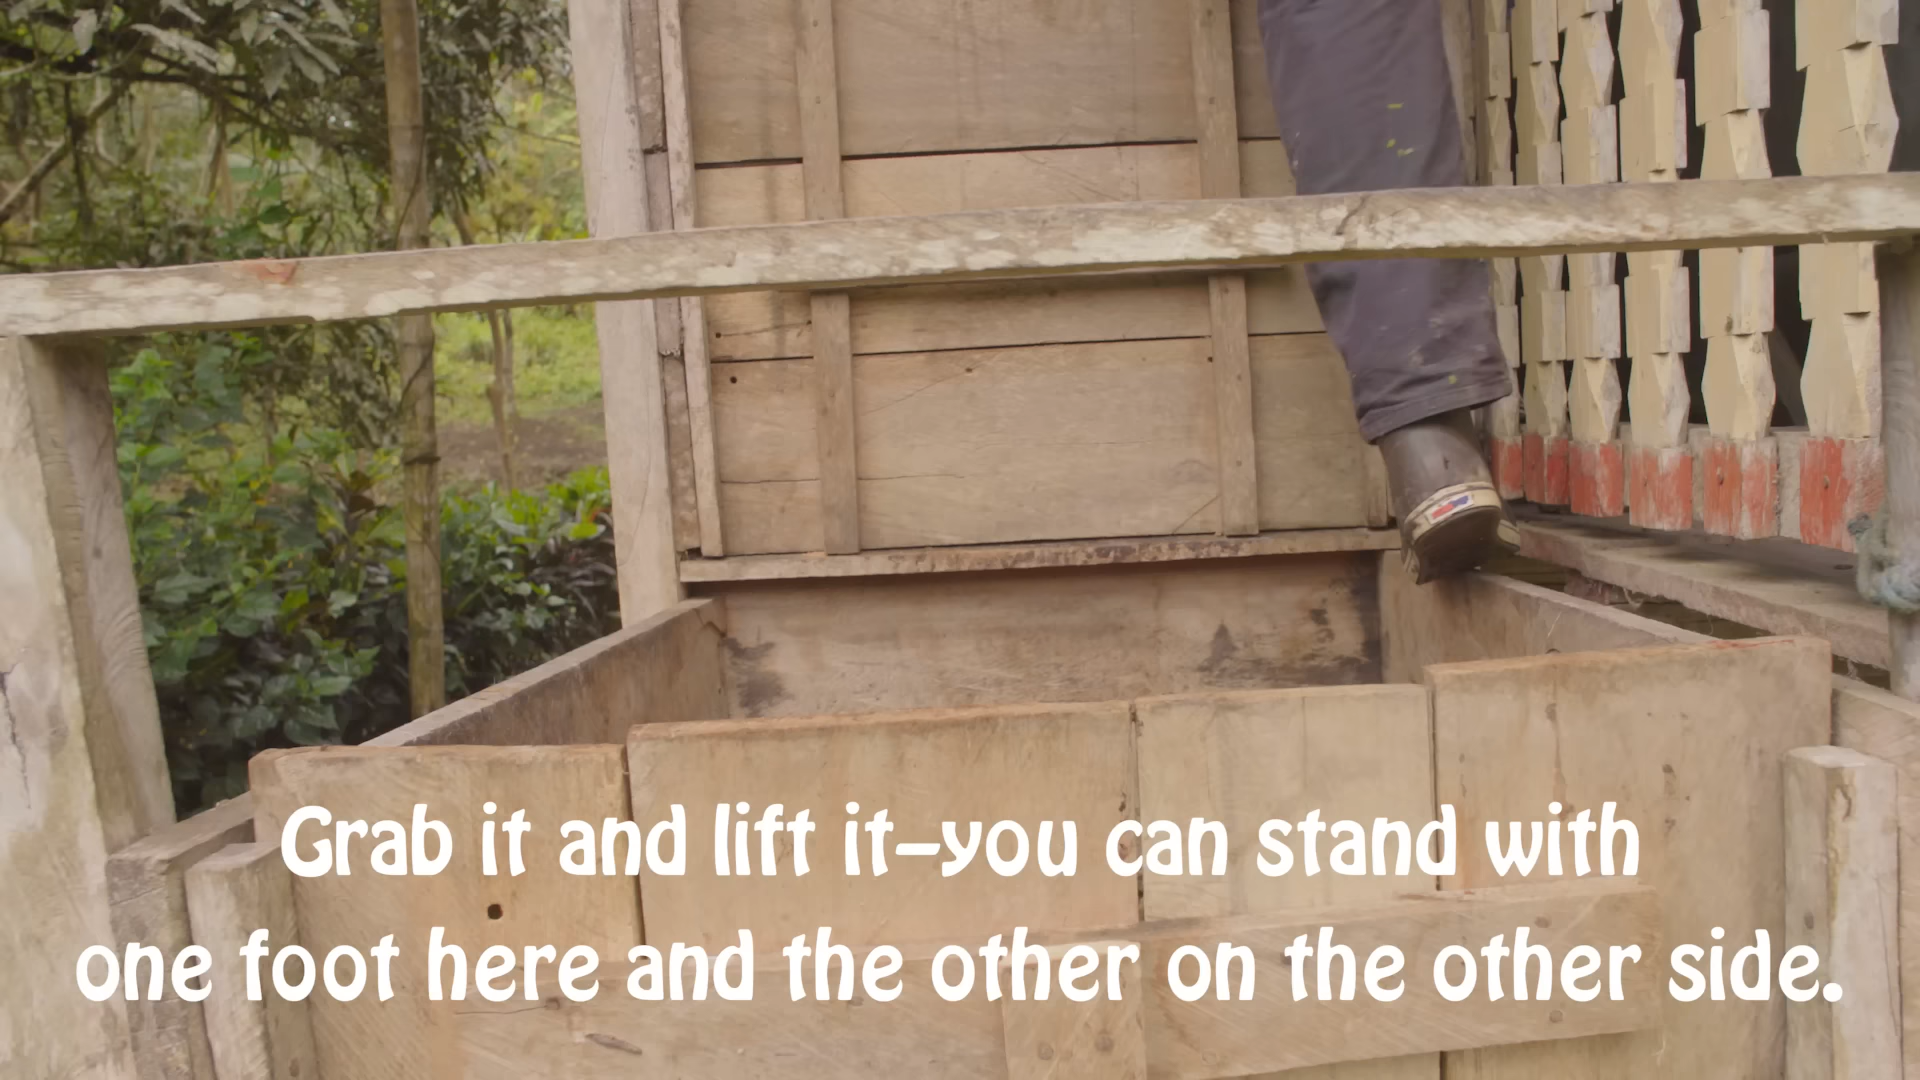 Grab it and lift it–you can stand with
one foot here and the other on the other side.